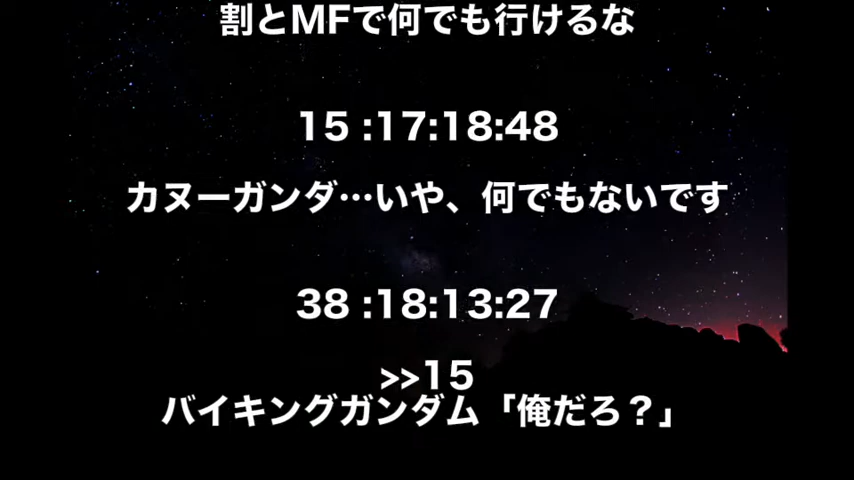 割とMFで何でも行けるな
15 :17:18:48
カヌーガンダ…いや、何でもないです
38 :18:13:27
>>15
バイキングガンダム「俺だろ？」